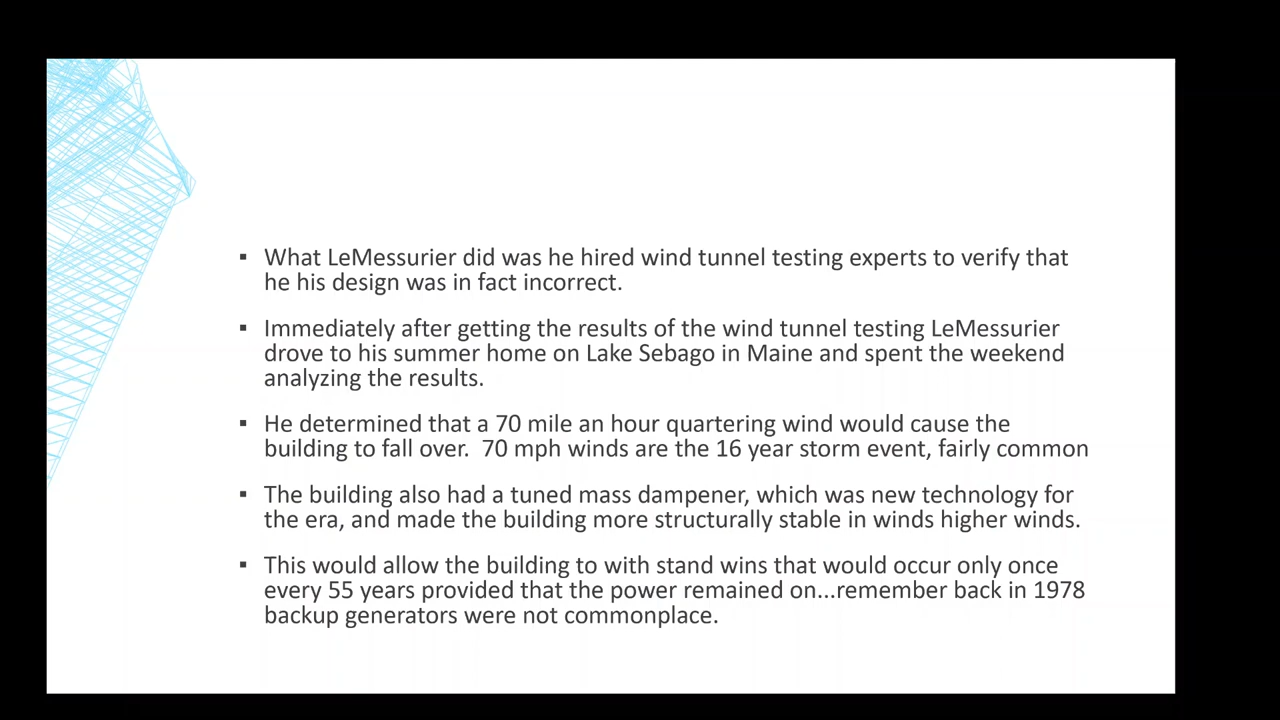 ▪ What LeMessurier did was he hired wind tunnel testing experts to verify that
he his design was in fact incorrect.
▪ Immediately after getting the results of the wind tunnel testing LeMessurier
drove to his summer home on Lake Sebago in Maine and spent the weekend
analyzing the results.
▪ He determined that a 70 mile an hour quartering wind would cause the
building to fall over.  70 mph winds are the 16 year storm event, fairly common
▪ The building also had a tuned mass dampener, which was new technology for
the era, and made the building more structurally stable in winds higher winds.
▪ This would allow the building to with stand wins that would occur only once
every 55 years provided that the power remained on...remember back in 1978
backup generators were not commonplace.